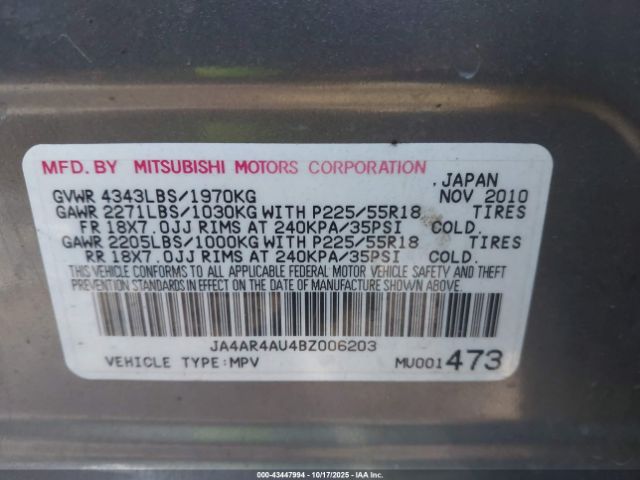 MFD. BY MITSUBISHI MOTORS CORPORATION
. JAPAN
GVWR 4343LBS/1970KG NOV 2010
GAWR 2271LBS/1030KG WITH P225/55R18 TIRES
FR 18X7.0JJ RIMS AT 240KPA/35PSI COLD.
GAWR 2205LBS/1000KG WITH P225/55R18 TIRES
RR 18X7.0JJ RIMS AT 240KPA/35PSI COLD.
THIS VEHICLE CONFORMS TO ALL APPLICABLE FEDERAL MOTOR VEHICLE SAFETY AND THEFT
PREVENTION STANDARDS IN EFFECT ON THE DATE OF MANUFACTURE SHOWN ABOVE.
JA4AR4AU4BZ006203
VEHICLE TYPE:MPV MU001473
000-43447994 - 10/17/2025 - IAAI, Inc.